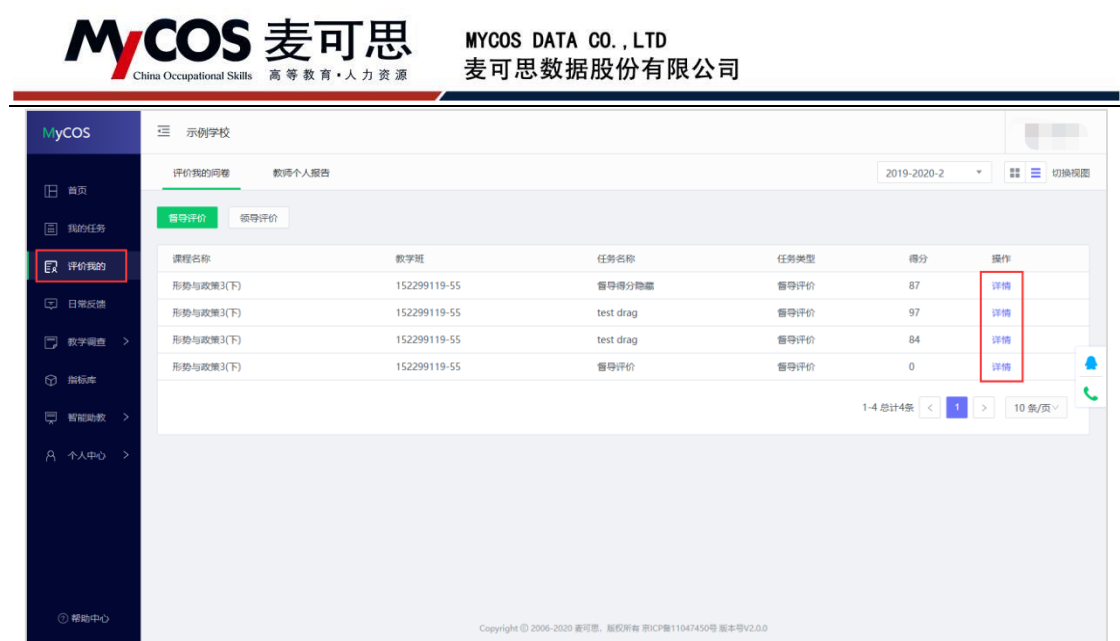 MyCOS 麦可思
China Occupational Skills 高等教育·人力资源
MYCOS DATA CO.,LTD
麦可思数据股份有限公司
MyCOS
示例学校
评价我的问卷 教师个人报告 2019-2020-2 切换视图
首页
我的任务
评价我的
日常反馈
教学调查
指标库
智能助教
个人中心
帮助中心
督导评价 领导评价
课程名称 教学班 任务名称 任务类型 得分 操作
形势与政策3(下) 152299119-55 督导得分隐藏 督导评价 87 详情
形势与政策3(下) 152299119-55 test drag 督导评价 97 详情
形势与政策3(下) 152299119-55 test drag 督导评价 84 详情
形势与政策3(下) 152299119-55 督导评价 督导评价 0 详情
1-4 总计4条 < 1 > 10 条/页
Copyright © 2006-2020 麦可思, 版权所有 京ICP备11047450号 版本号V2.0.0